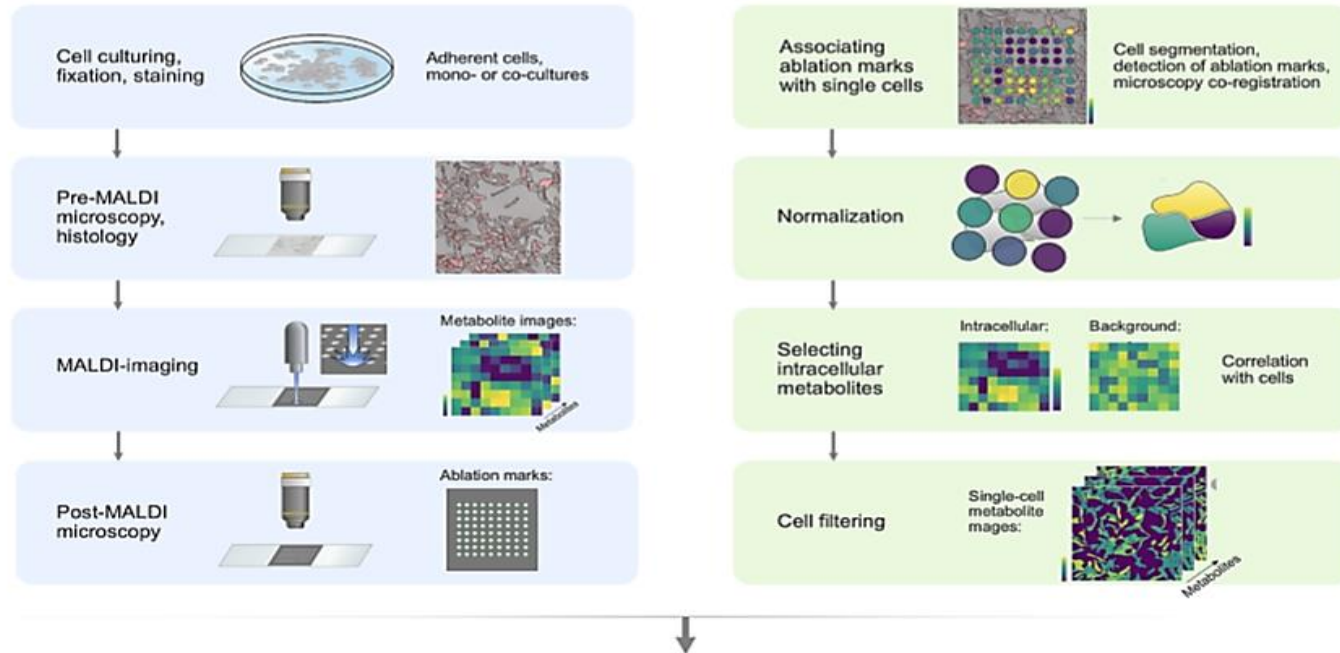 Cell culturing,
fixation, staining
Adherent cells,
mono- or co-cultures
Pre-MALDI
microscopy,
histology
MALDI-imaging
Metabolite images:
Metabolites
Post-MALDI
microscopy
Ablation marks:
Associating
ablation marks
with single cells
Cell segmentation,
detection of ablation marks,
microscopy co-registration
Normalization
Selecting
intracellular
metabolites
Intracellular:
Background:
Correlation
with cells
Cell filtering
Single-cell
metabolite
mages:
Metabolites